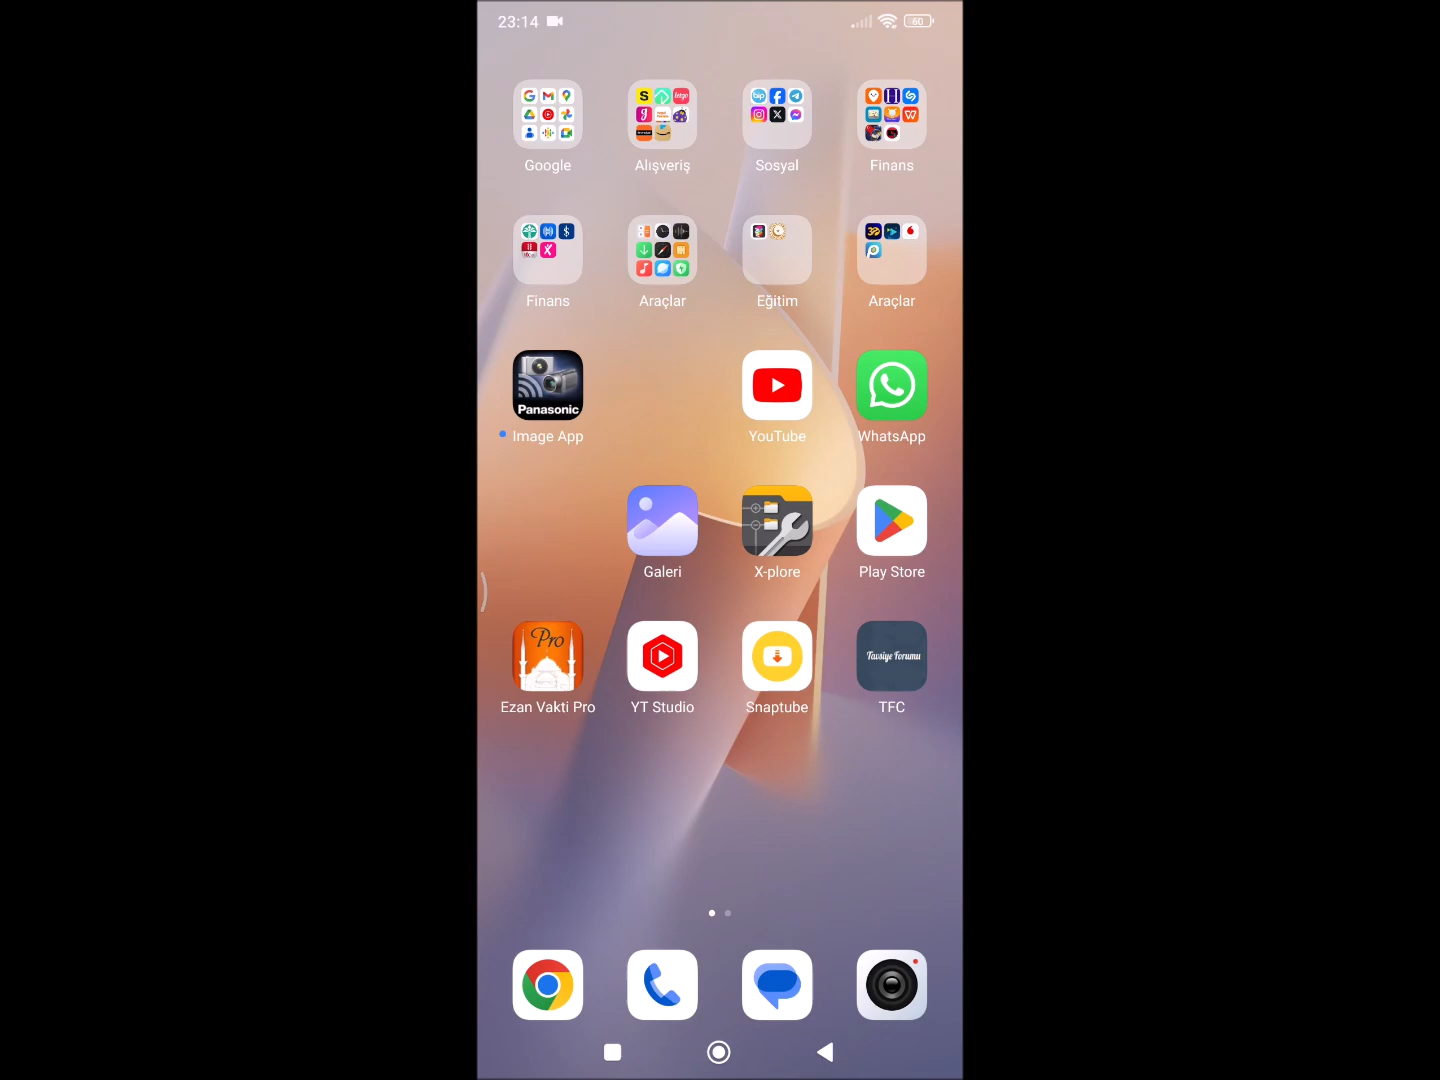 23:14
60
Google
Alışveriş
Sosyal
Finans
Finans
Araçlar
Eğitim
Araçlar
Panasonic
Image App
YouTube
WhatsApp
Galeri
X-plore
Play Store
Pro
Tavsiye Forumu
Ezan Vakti Pro
YT Studio
Snaptube
TFC